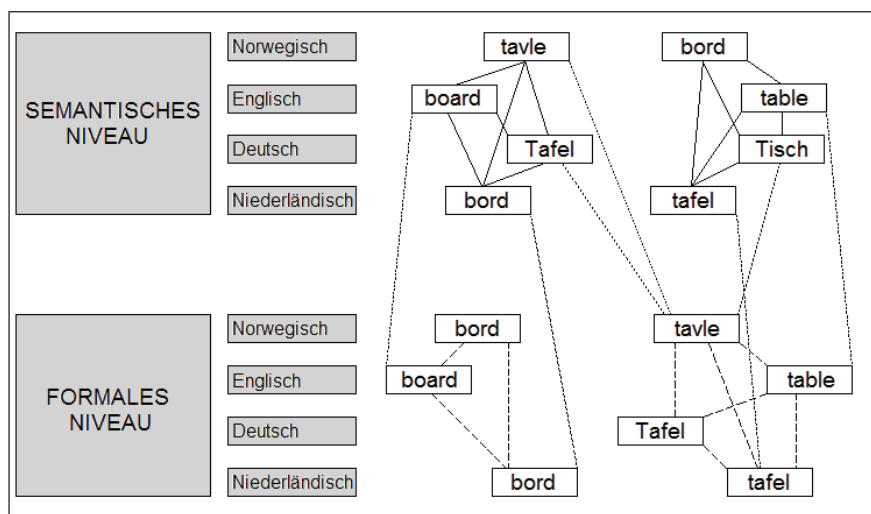 Norwegisch
tavle
bord
SEMANTISCHES
NIVEAU
Englisch
board
table
Deutsch
Tafel
Tisch
Niederländisch
bord
tafel
FORMALES
NIVEAU
Norwegisch
bord
tavle
Englisch
board
table
Deutsch
Tafel
Niederländisch
bord
tafel